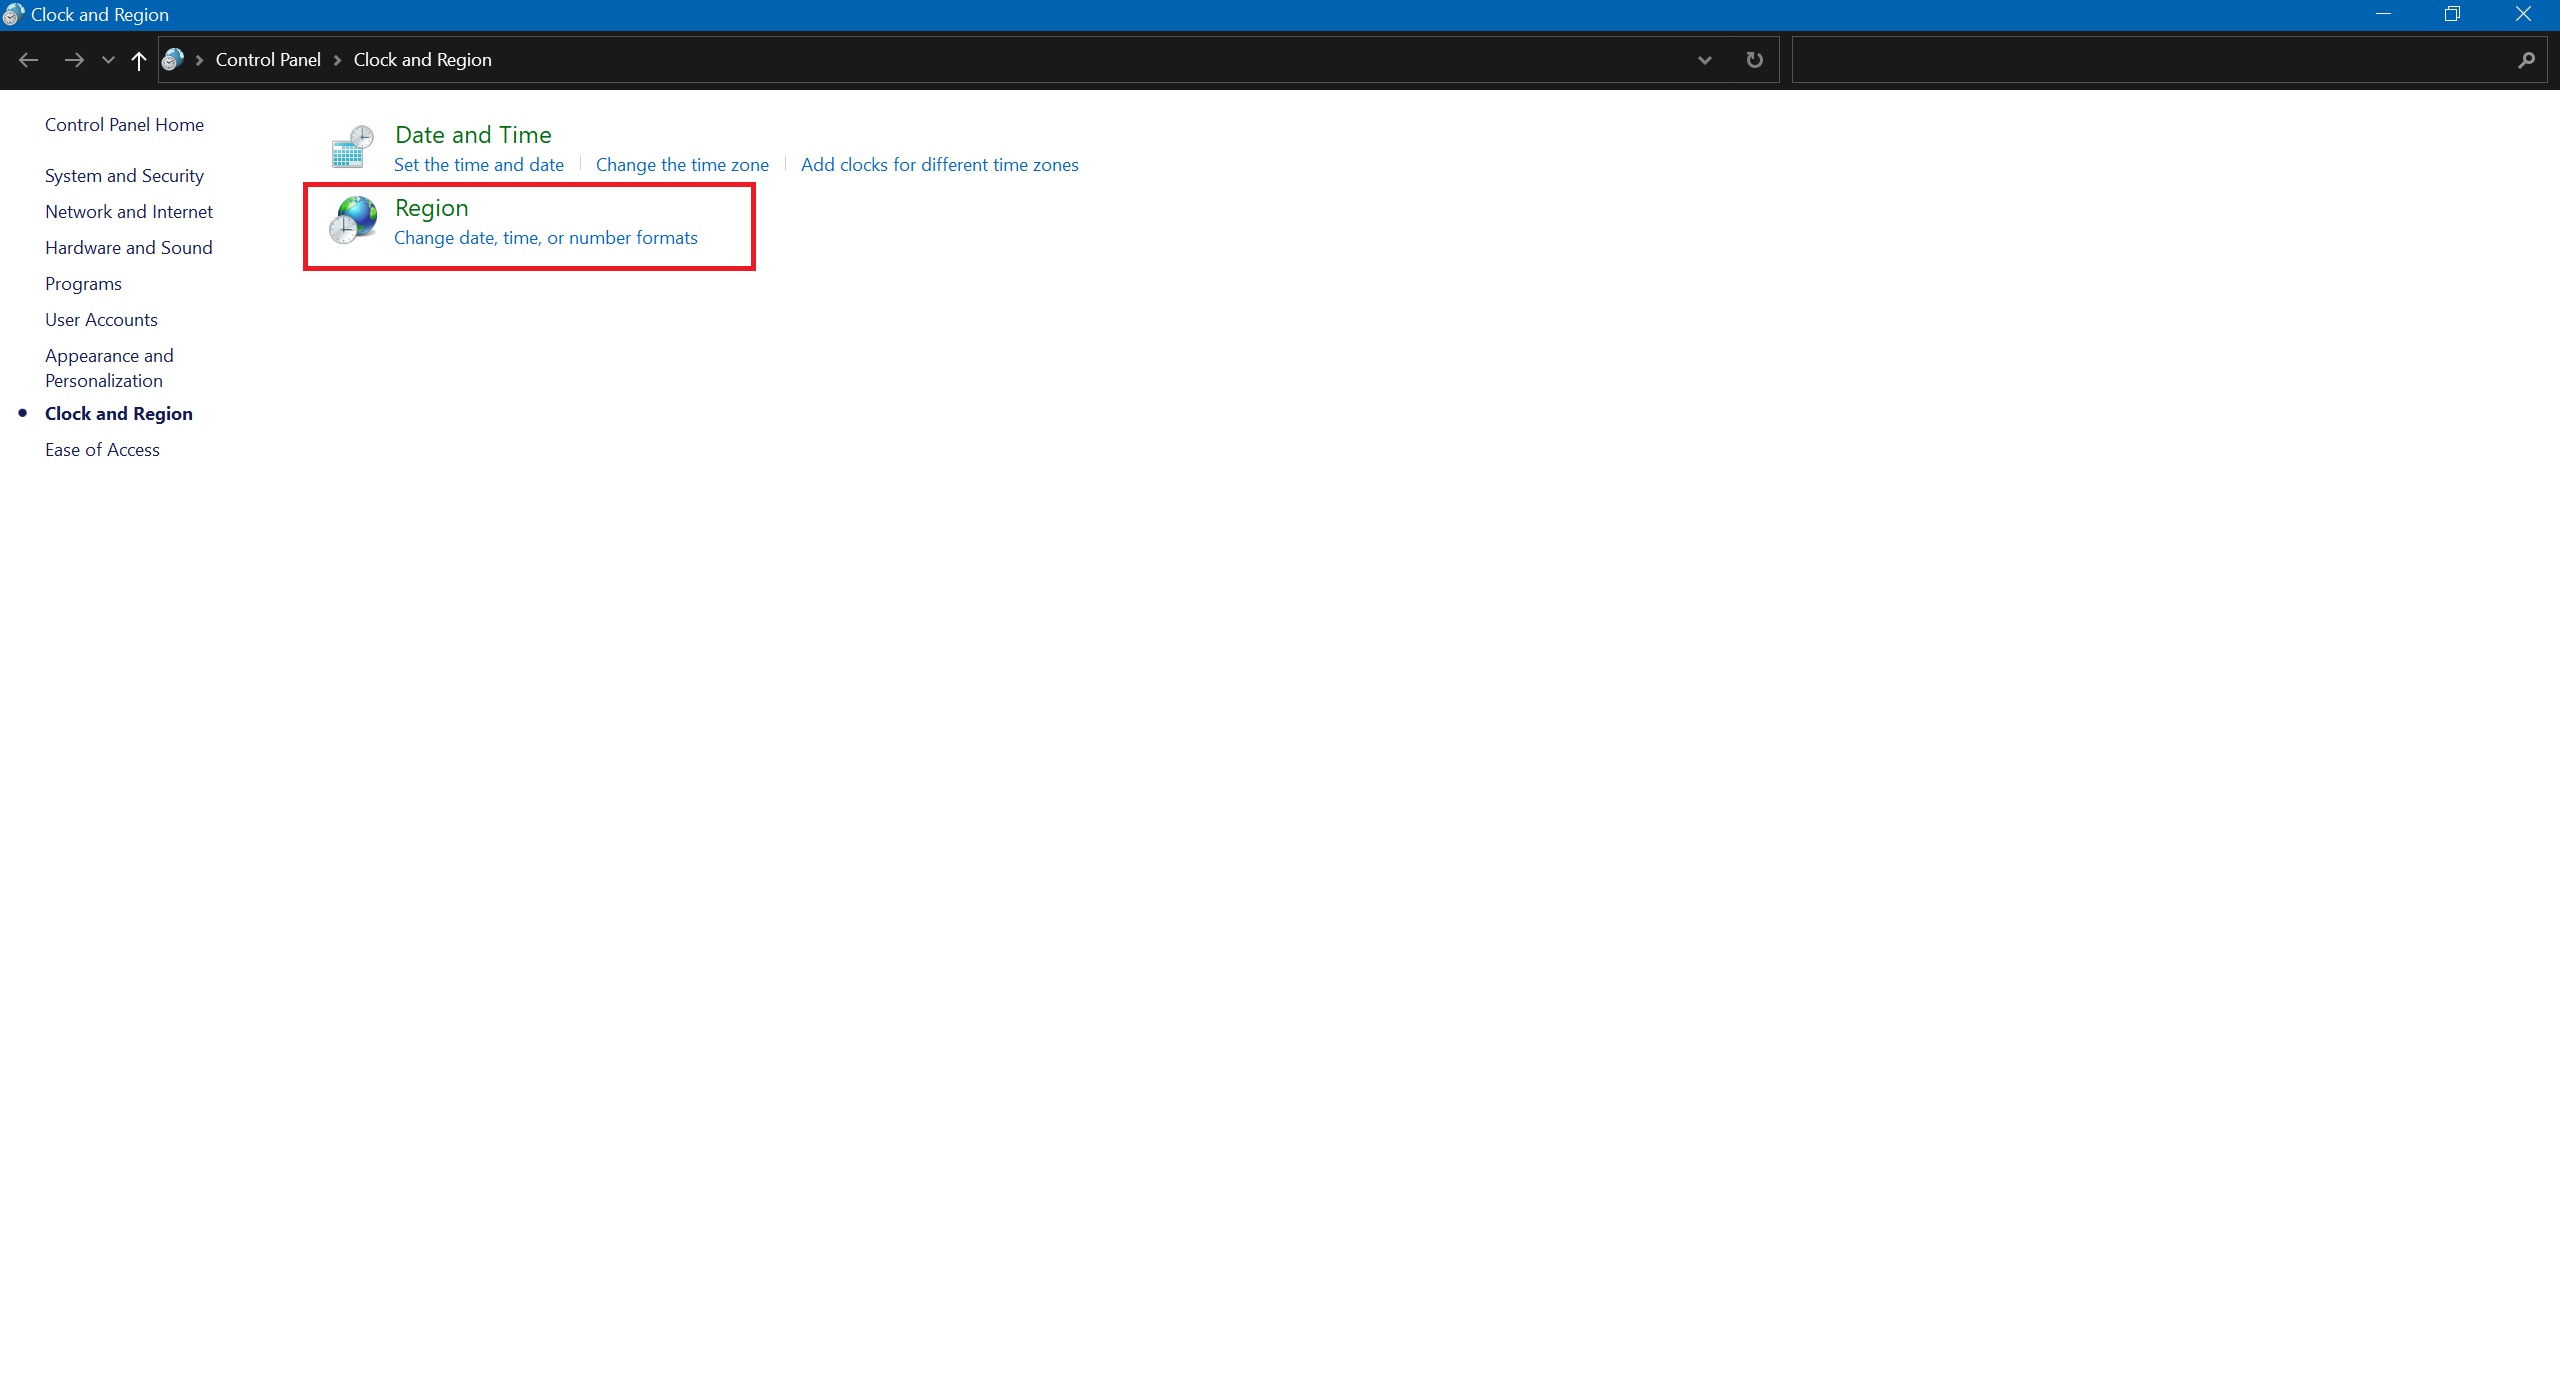 Clock and Region
Control Panel
Clock and Region
Control Panel Home
System and Security
Network and Internet
Hardware and Sound
Programs
User Accounts
Appearance and
Personalization
Clock and Region
Ease of Access
Date and Time
Set the time and date
Change the time zone
Add clocks for different time zones
Region
Change date, time, or number formats